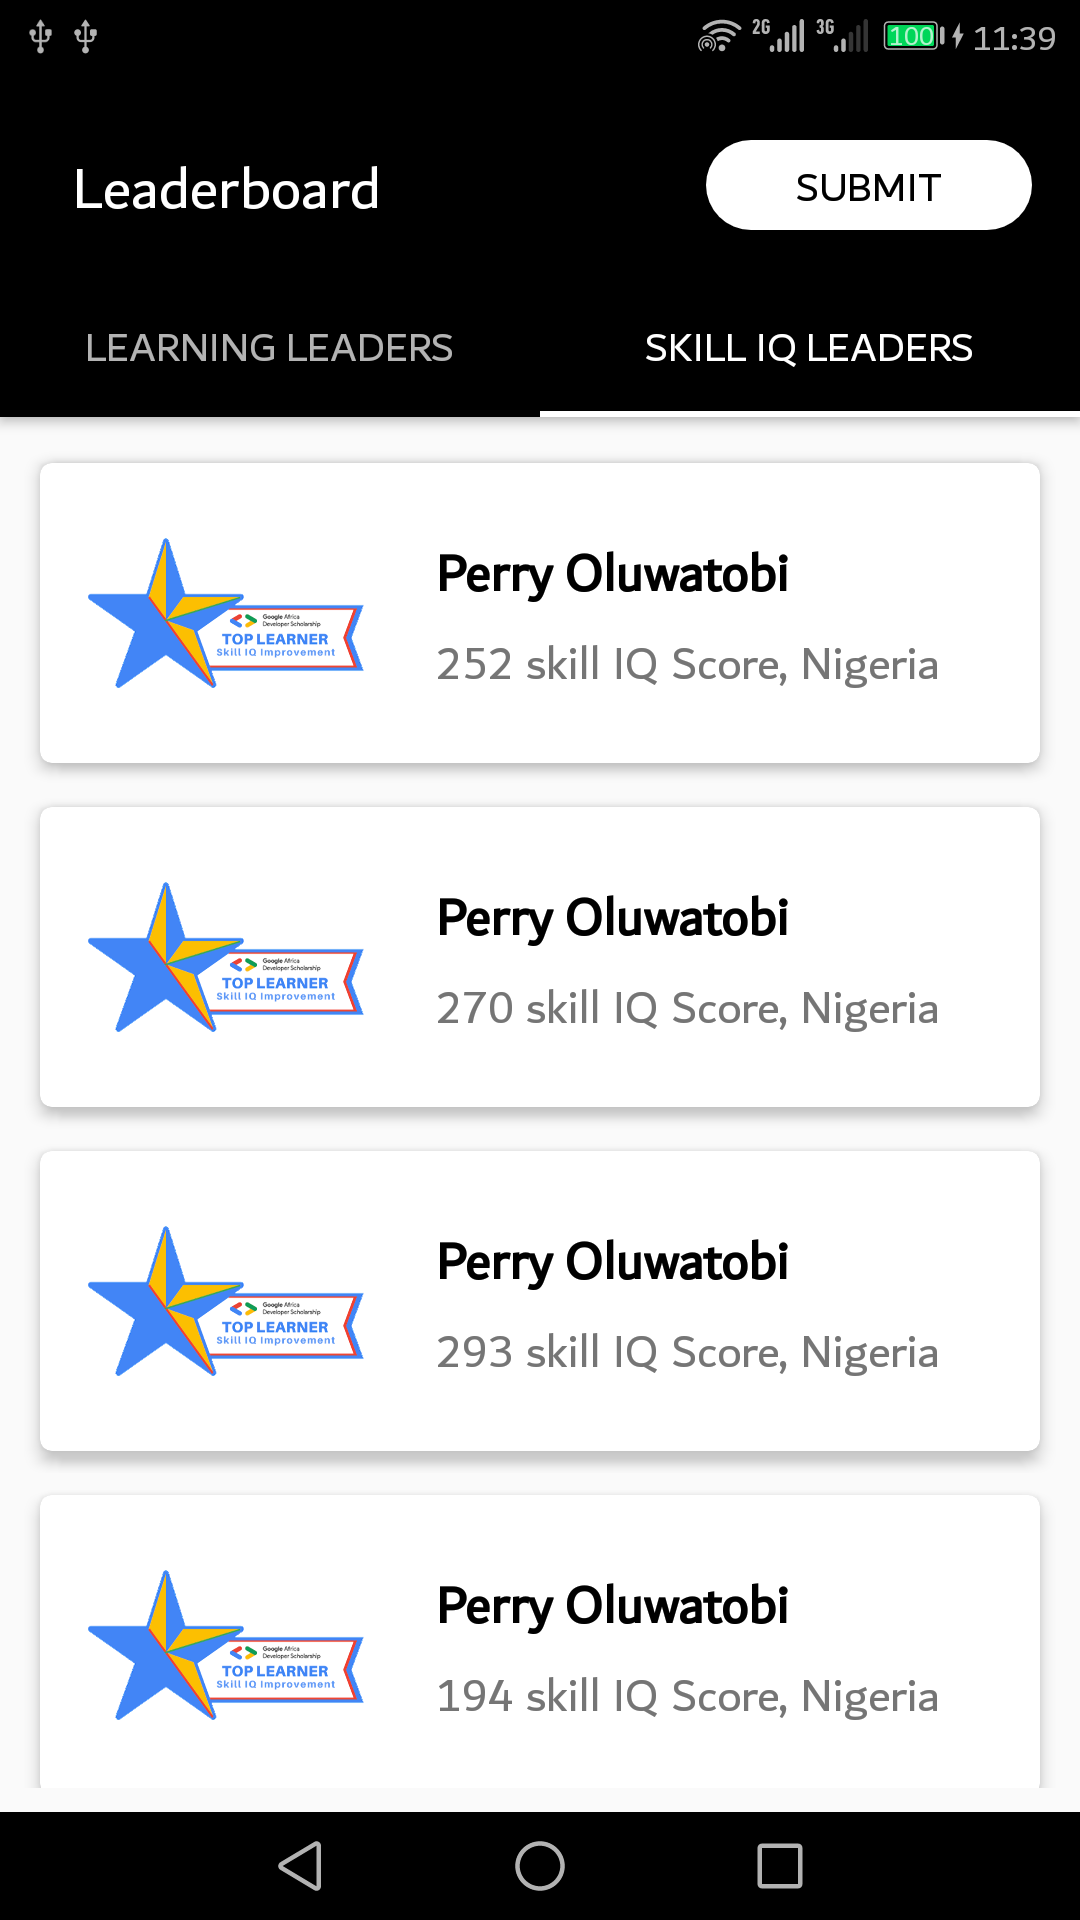 2G 3G 100 11:39
Leaderboard
SUBMIT
LEARNING LEADERS
SKILL IQ LEADERS
Perry Oluwatobi
Google Africa
Developer Scholarship
TOP LEARNER
Skill IQ Improvement
252 skill IQ Score, Nigeria
Perry Oluwatobi
Google Africa
Developer Scholarship
TOP LEARNER
Skill IQ Improvement
270 skill IQ Score, Nigeria
Perry Oluwatobi
Google Africa
Developer Scholarship
TOP LEARNER
Skill IQ Improvement
293 skill IQ Score, Nigeria
Perry Oluwatobi
Google Africa
Developer Scholarship
TOP LEARNER
Skill IQ Improvement
194 skill IQ Score, Nigeria